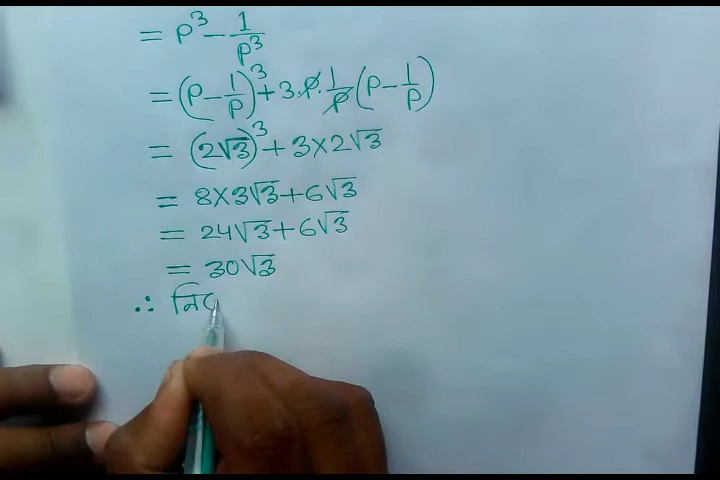 = P³ - 1/P³
= (P - 1/P)³ + 3.P.1/P (P - 1/P)
= (2√3)³ + 3×2√3
= 8×3√3 + 6√3
= 24√3 + 6√3
= 30√3
∴